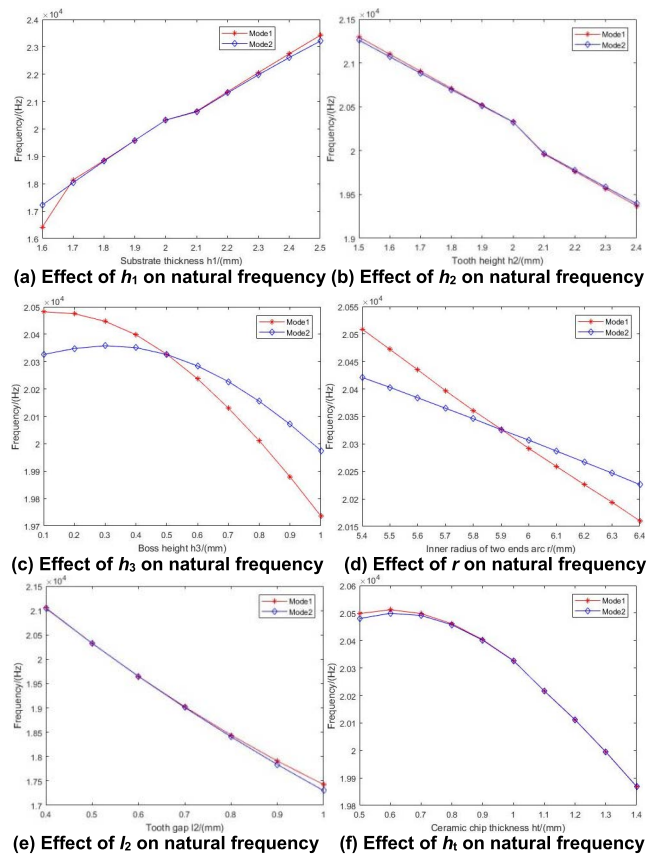 ×10⁴
2.4
2.3
2.2
2.1
2
1.9
1.8
1.7
1.6
Frequency/(Hz)
Mode1
Mode2
1.6 1.7 1.8 1.9 2 2.1 2.2 2.3 2.4 2.5
Substrate thickness h1/(mm)
(a) Effect of h₁ on natural frequency
×10⁴
2.15
2.1
2.05
2
1.95
1.9
Frequency/(Hz)
Mode1
Mode2
1.5 1.6 1.7 1.8 1.9 2 2.1 2.2 2.3 2.4
Tooth height h2/(mm)
(b) Effect of h₂ on natural frequency
×10⁴
2.05
2.04
2.03
2.02
2.01
2
1.99
1.98
1.97
Frequency/(Hz)
Mode1
Mode2
0.1 0.2 0.3 0.4 0.5 0.6 0.7 0.8 0.9 1
Boss height h3/(mm)
(c) Effect of h₃ on natural frequency
×10⁴
2.055
2.05
2.045
2.04
2.035
2.03
2.025
2.02
2.015
Frequency/(Hz)
Mode1
Mode2
5.4 5.5 5.6 5.7 5.8 5.9 6 6.1 6.2 6.3 6.4
Inner radius of two ends arc r/(mm)
(d) Effect of r on natural frequency
×10⁴
2.15
2.1
2.05
2
1.95
1.9
1.85
1.8
1.75
1.7
Frequency/(Hz)
Mode1
Mode2
0.4 0.5 0.6 0.7 0.8 0.9 1
Tooth gap l2/(mm)
(e) Effect of l₂ on natural frequency
×10⁴
2.06
2.05
2.04
2.03
2.02
2.01
2
1.99
1.98
Frequency/(Hz)
Mode1
Mode2
0.5 0.6 0.7 0.8 0.9 1 1.1 1.2 1.3 1.4
Ceramic chip thickness ht/(mm)
(f) Effect of hₜ on natural frequency